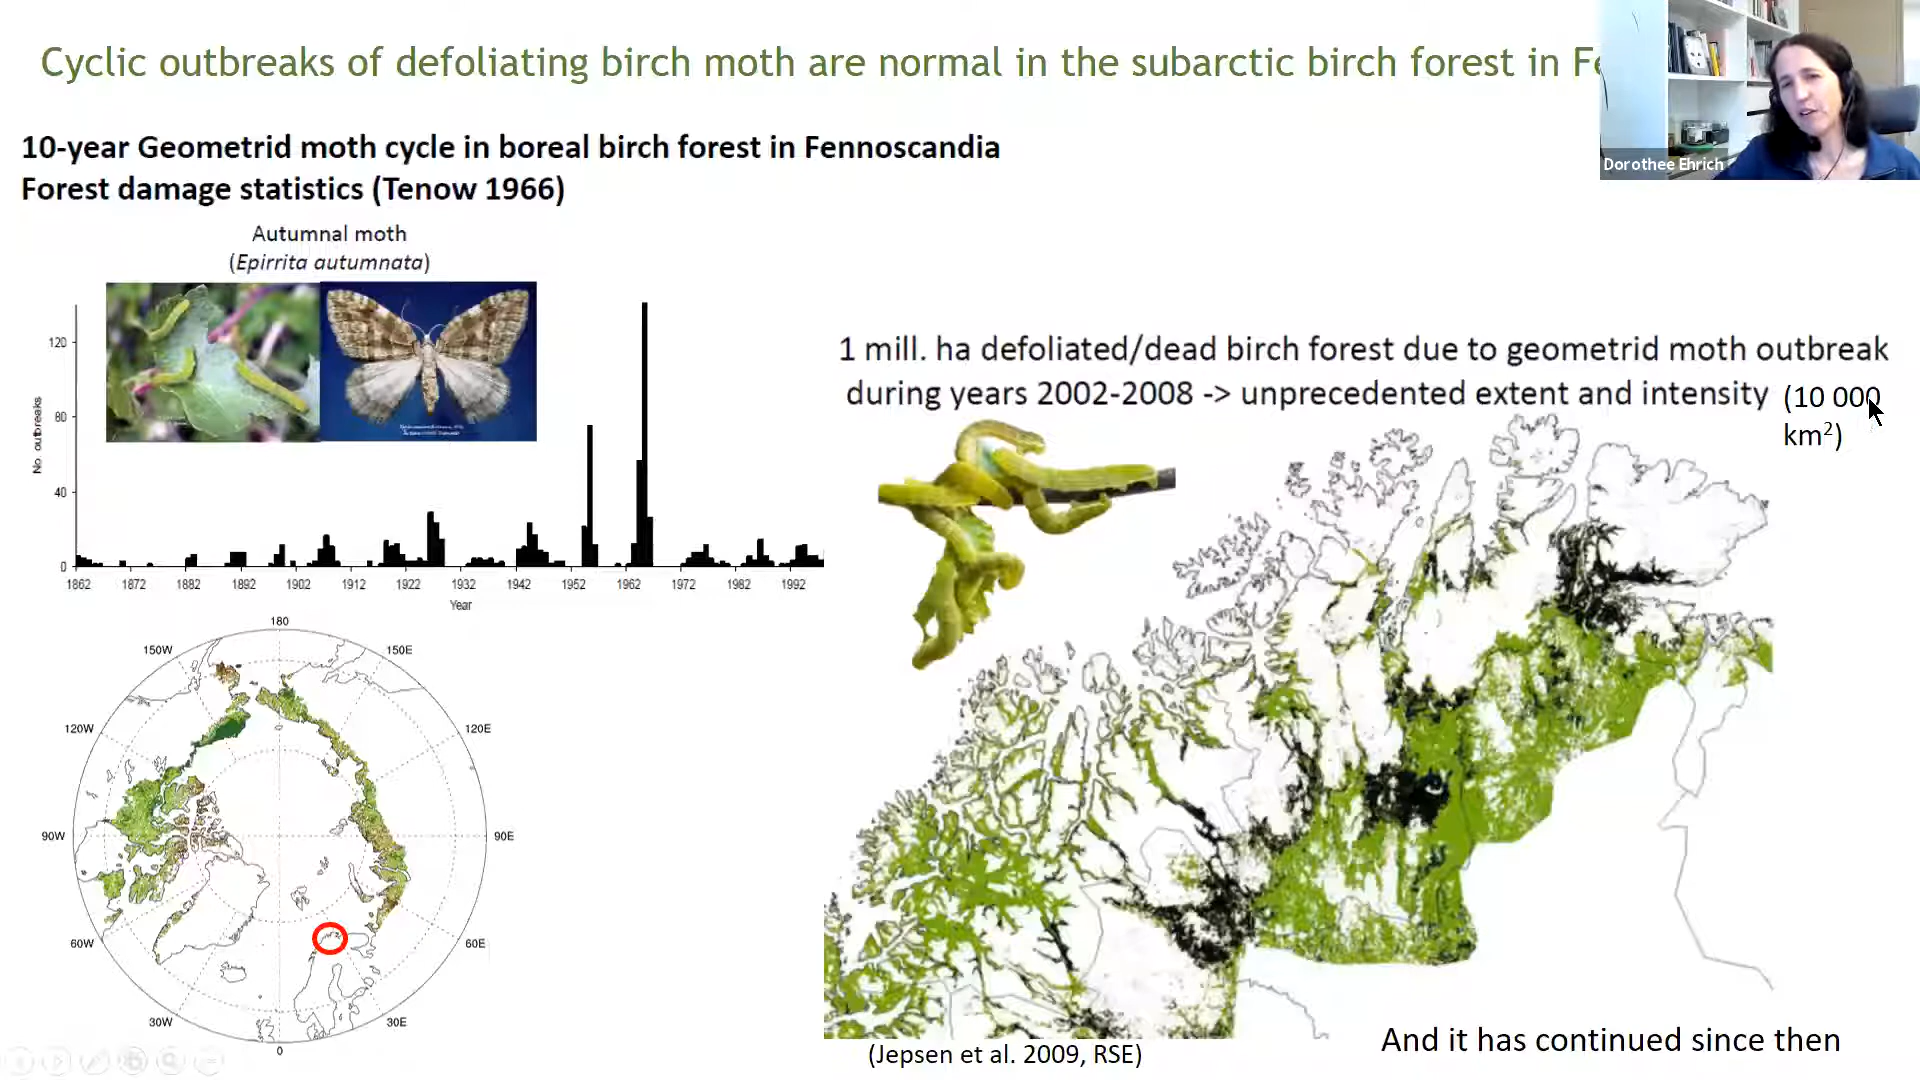 Cyclic outbreaks of defoliating birch moth are normal in the subarctic birch forest in Fe
Dorothee Ehrich
10-year Geometrid moth cycle in boreal birch forest in Fennoscandia
Forest damage statistics (Tenow 1966)
Autumnal moth
(Epirrita autumnata)
No. outbreaks
120
80
40
0
1862 1872 1882 1892 1902 1912 1922 1932 1942 1952 1962 1972 1982 1992
Year
1 mill. ha defoliated/dead birch forest due to geometrid moth outbreak
during years 2002-2008 -> unprecedented extent and intensity
(10 000
km²)
180
150W 150E
120W 120E
90W 90E
60W 60E
30W 30E
0
(Jepsen et al. 2009, RSE)
And it has continued since then